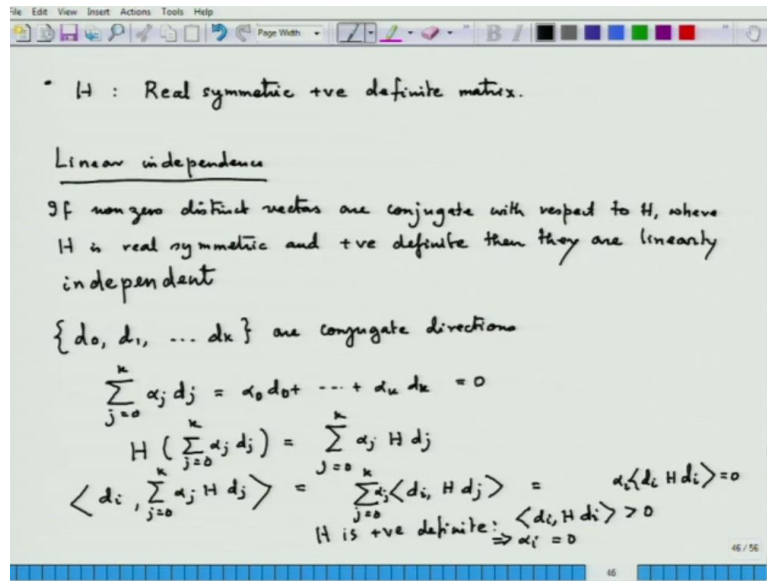 File Edit View Insert Actions Tools Help
Page Width
B I
• H : Real symmetric +ve definite matrix.
Linear independence
If non zero distinct vectors are conjugate with respect to H, where
H is real symmetric and +ve definite then they are linearly
independent
{d₀, d₁, ... dₖ} are conjugate directions
∑_{j=0}^{k} αⱼ dⱼ = α₀ d₀ + ··· + αₖ dₖ = 0
H ( ∑_{j=0}^{k} αⱼ dⱼ ) = ∑_{j=0}^{k} αⱼ H dⱼ
⟨ dᵢ , ∑_{j=0}^{k} αⱼ H dⱼ ⟩ = ∑_{j=0}^{k} αⱼ ⟨dᵢ, H dⱼ⟩ = αᵢ⟨dᵢ H dᵢ⟩ = 0
H is +ve definite: ⟨dᵢ, H dᵢ⟩ > 0
⇒ αᵢ = 0
46 / 56
46